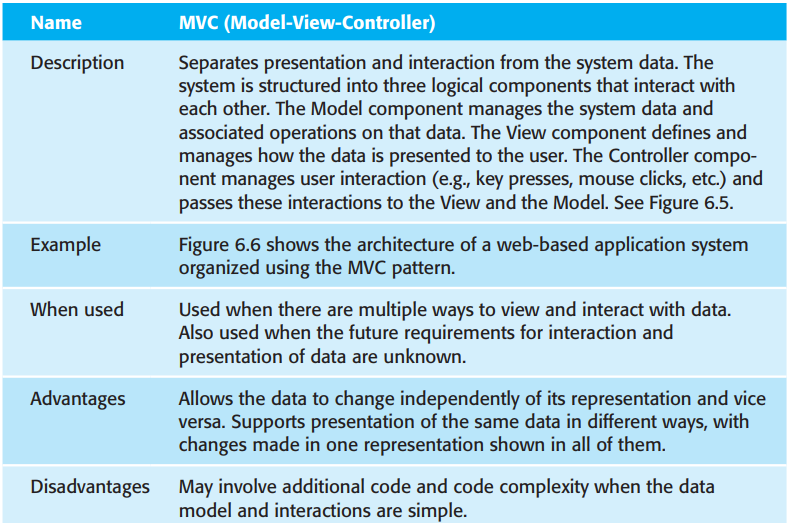 Name MVC (Model-View-Controller)
Description Separates presentation and interaction from the system data. The
system is structured into three logical components that interact with
each other. The Model component manages the system data and
associated operations on that data. The View component defines and
manages how the data is presented to the user. The Controller compo-
nent manages user interaction (e.g., key presses, mouse clicks, etc.) and
passes these interactions to the View and the Model. See Figure 6.5.
Example Figure 6.6 shows the architecture of a web-based application system
organized using the MVC pattern.
When used Used when there are multiple ways to view and interact with data.
Also used when the future requirements for interaction and
presentation of data are unknown.
Advantages Allows the data to change independently of its representation and vice
versa. Supports presentation of the same data in different ways, with
changes made in one representation shown in all of them.
Disadvantages May involve additional code and code complexity when the data
model and interactions are simple.